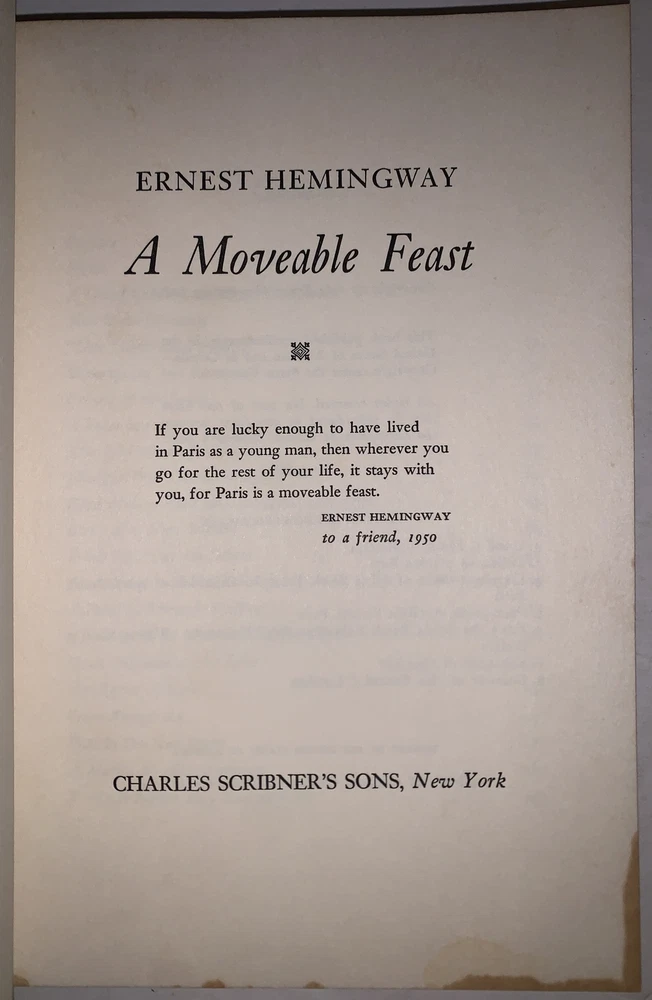 ERNEST HEMINGWAY
A Moveable Feast
If you are lucky enough to have lived
in Paris as a young man, then wherever you
go for the rest of your life, it stays with
you, for Paris is a moveable feast.
ERNEST HEMINGWAY
to a friend, 1950
CHARLES SCRIBNER'S SONS, New York